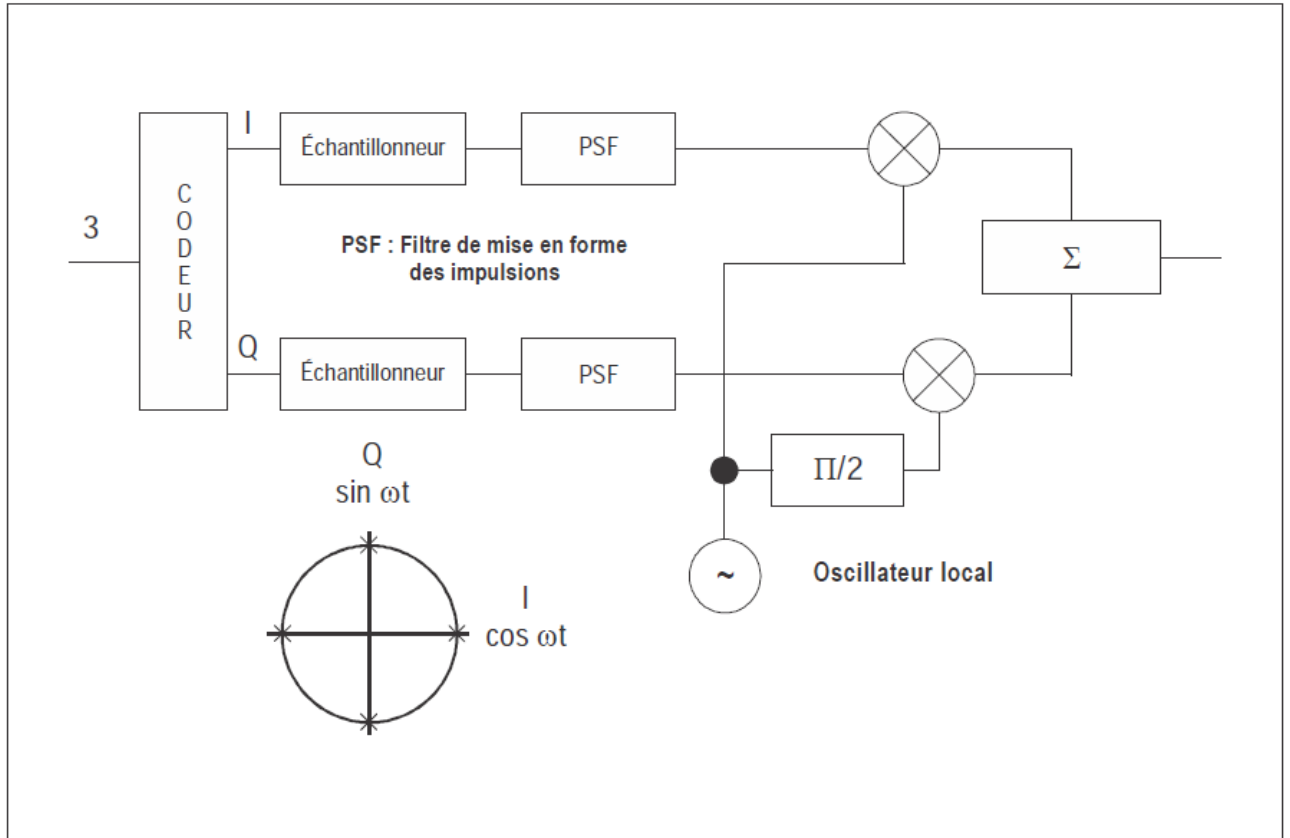 I
Échantillonneur
PSF
C
O
D
E
U
R
3
PSF : Filtre de mise en forme
des impulsions
Σ
Q
Échantillonneur
PSF
Π/2
Q
sin ωt
~
Oscillateur local
I
cos ωt